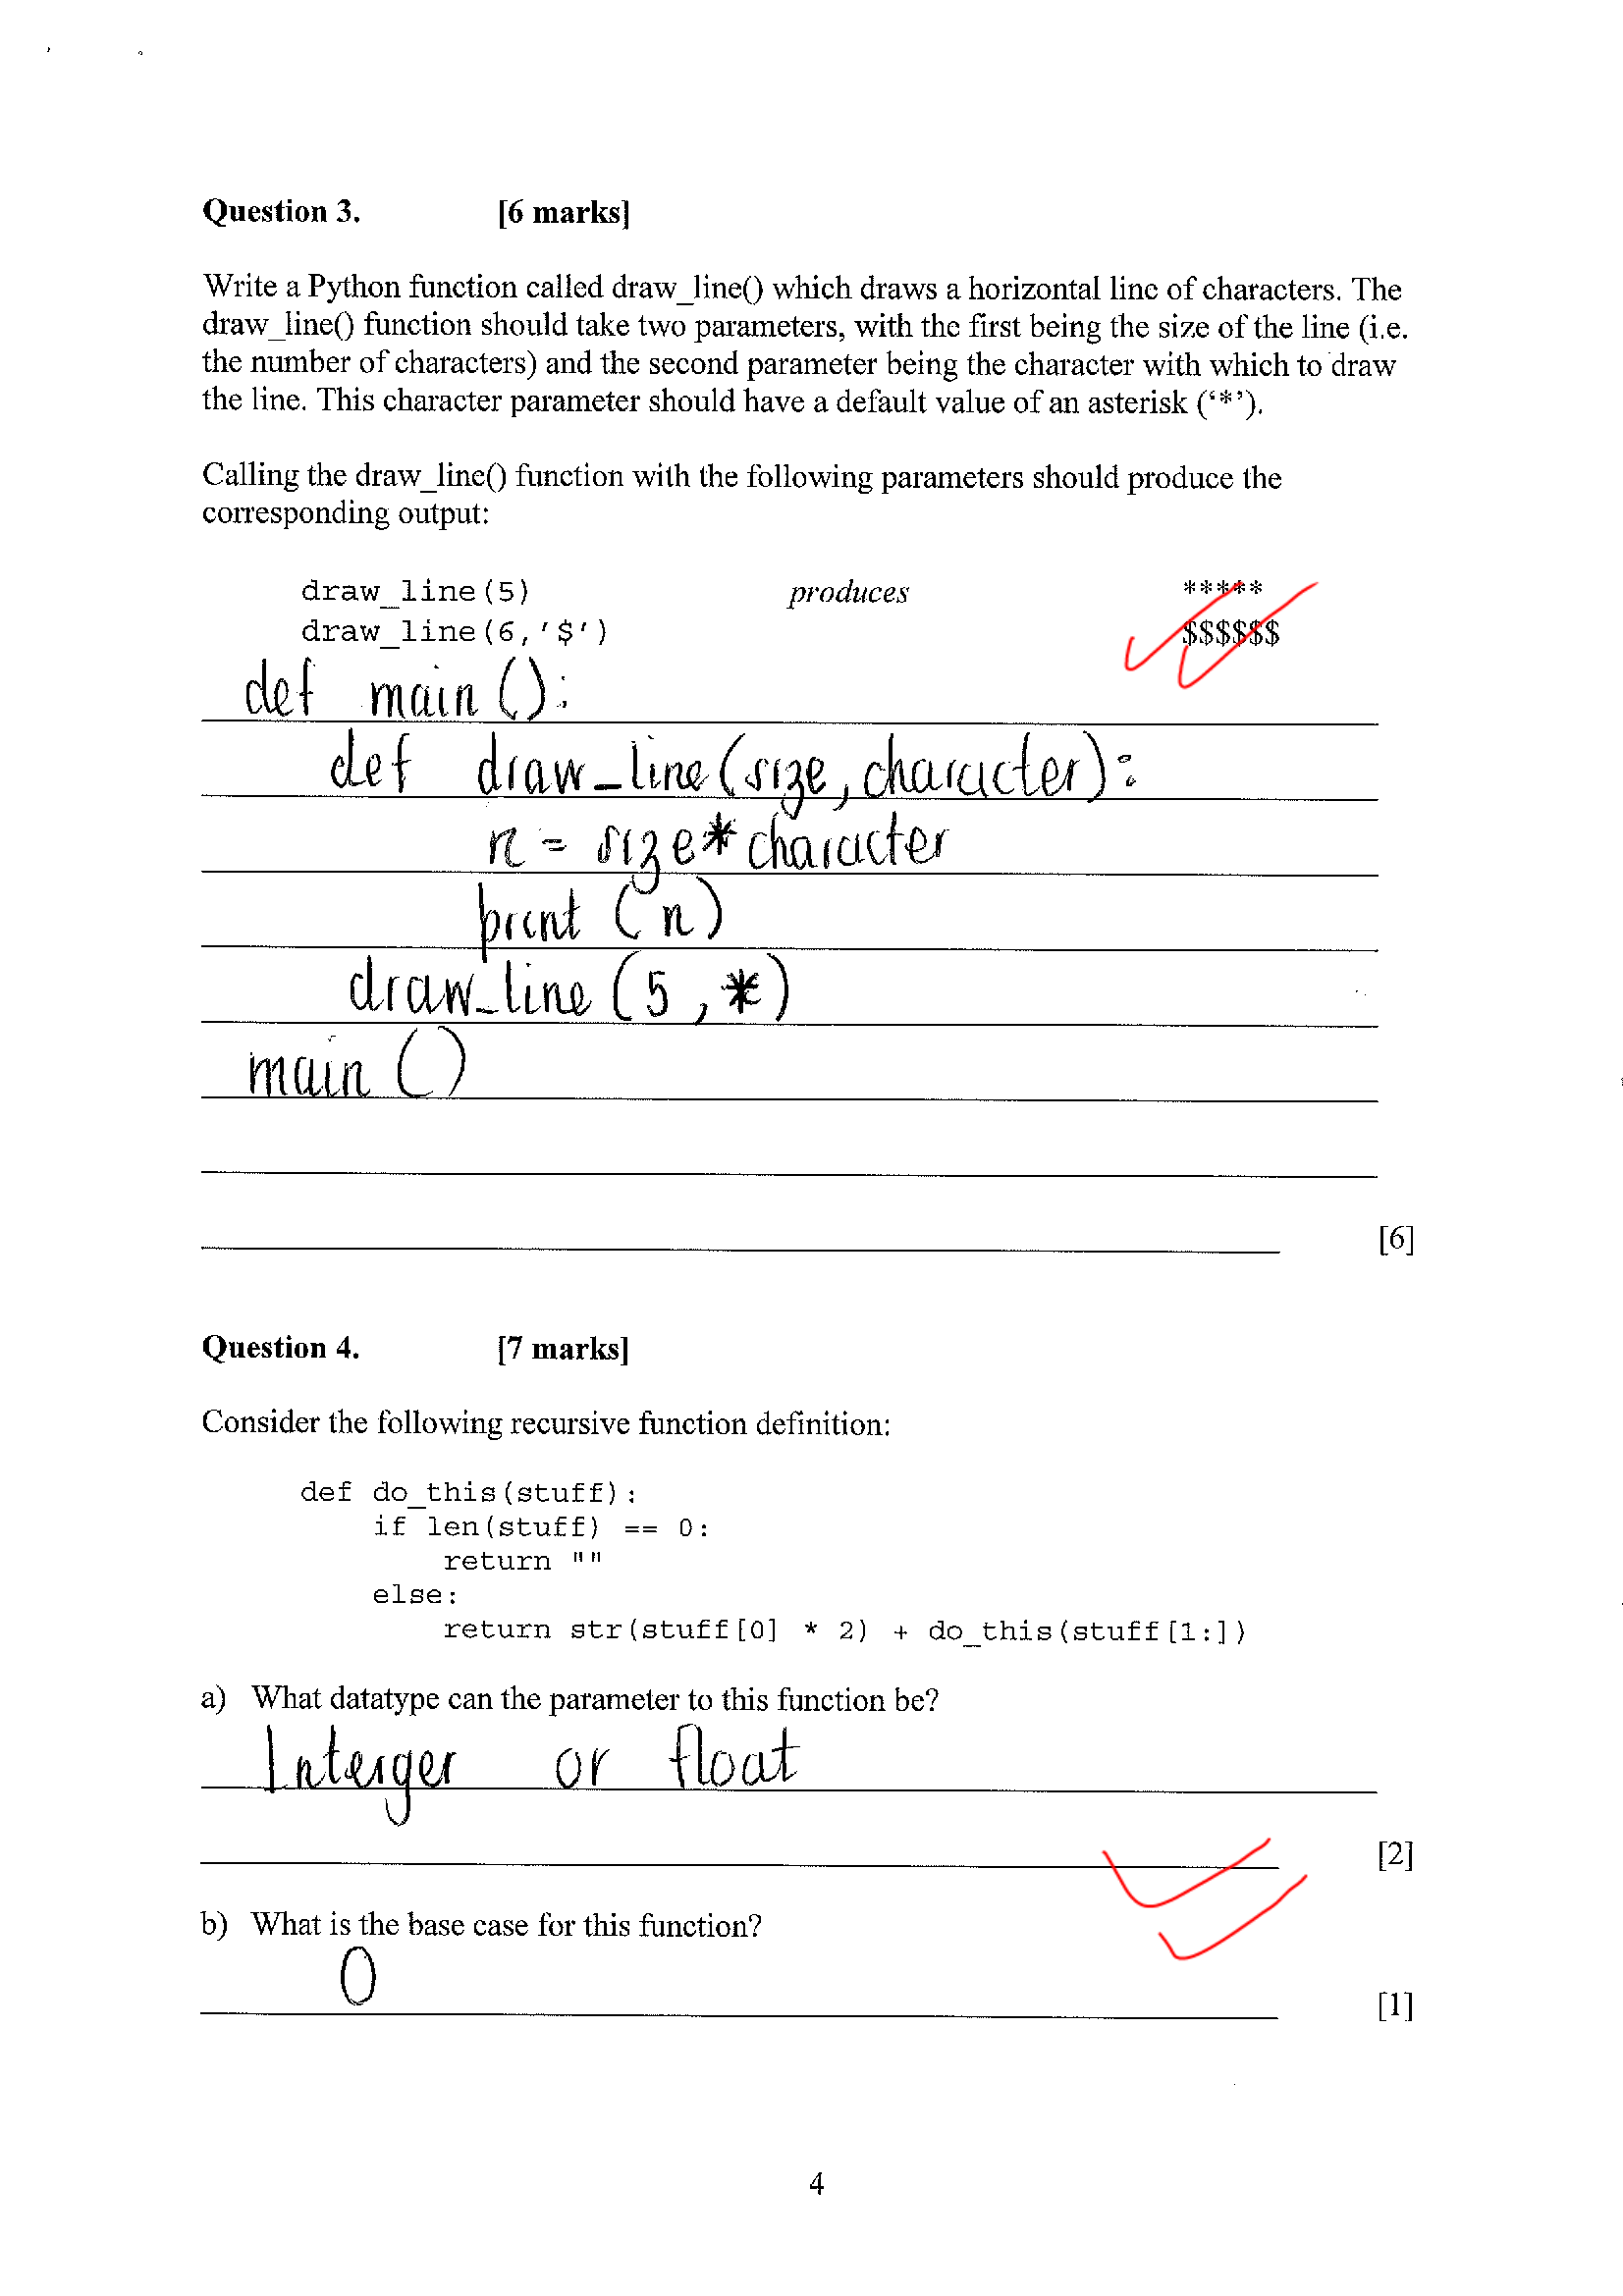 Question 3. [6 marks]
Write a Python function called draw_line() which draws a horizontal line of characters. The
draw_line() function should take two parameters, with the first being the size of the line (i.e.
the number of characters) and the second parameter being the character with which to draw
the line. This character parameter should have a default value of an asterisk (‘*’).
Calling the draw_line() function with the following parameters should produce the
corresponding output:
draw_line(5) produces *****
draw_line(6,'$') $$$$$$
def main():
def draw_line(size, character):
n = size * character
print (n)
draw_line (5, *)
main ()
[6]
Question 4. [7 marks]
Consider the following recursive function definition:
def do_this(stuff):
if len(stuff) == 0:
return ""
else:
return str(stuff[0] * 2) + do_this(stuff[1:])
a) What datatype can the parameter to this function be?
Interger or float
[2]
b) What is the base case for this function?
0
[1]
4